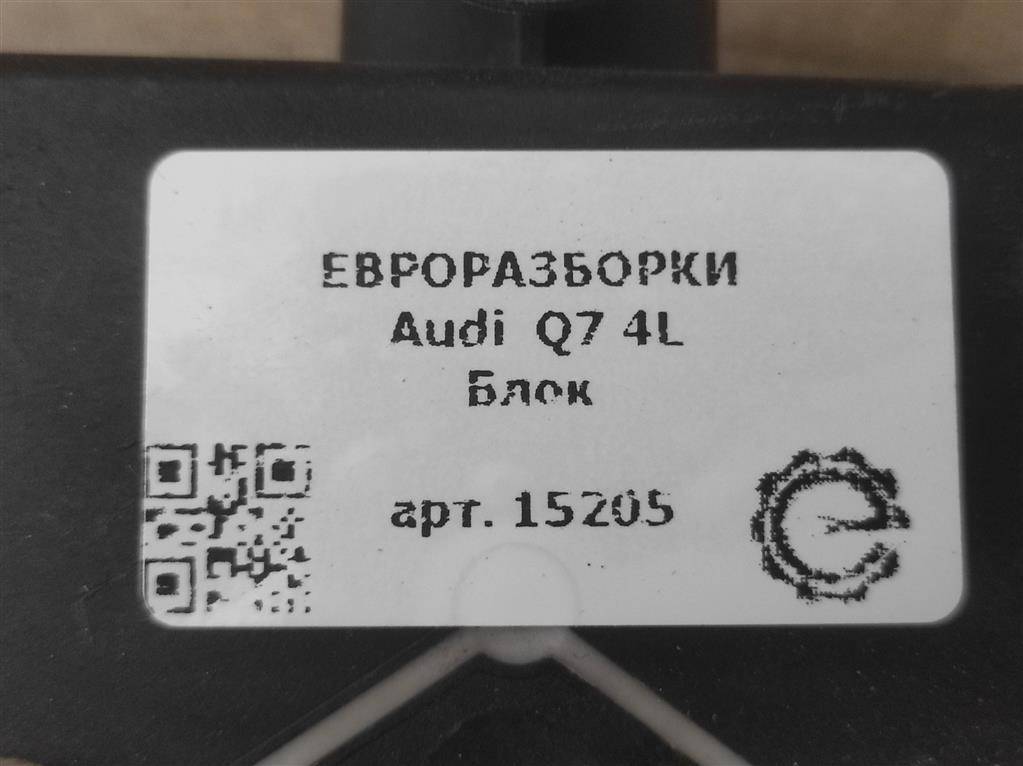 ЕВРОРАЗБОРКИ
Audi Q7 4L
Блок
арт. 15205